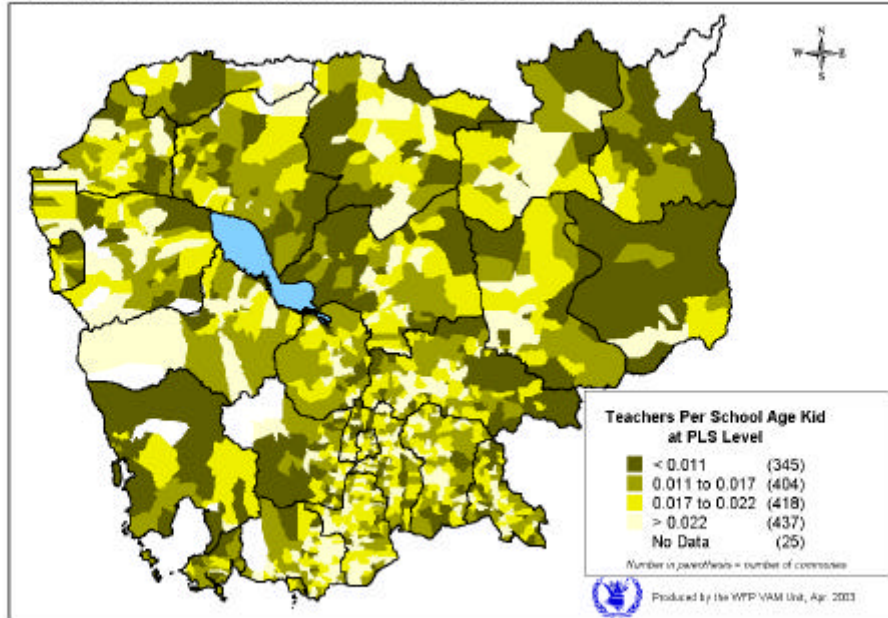 N
W E
S
Teachers Per School Age Kid
at PLS Level
< 0.011 (345)
0.011 to 0.017 (404)
0.017 to 0.022 (418)
> 0.022 (437)
No Data (25)
Number in parenthesis = number of communes
Produced by the WFP VAM Unit, Apr. 2003